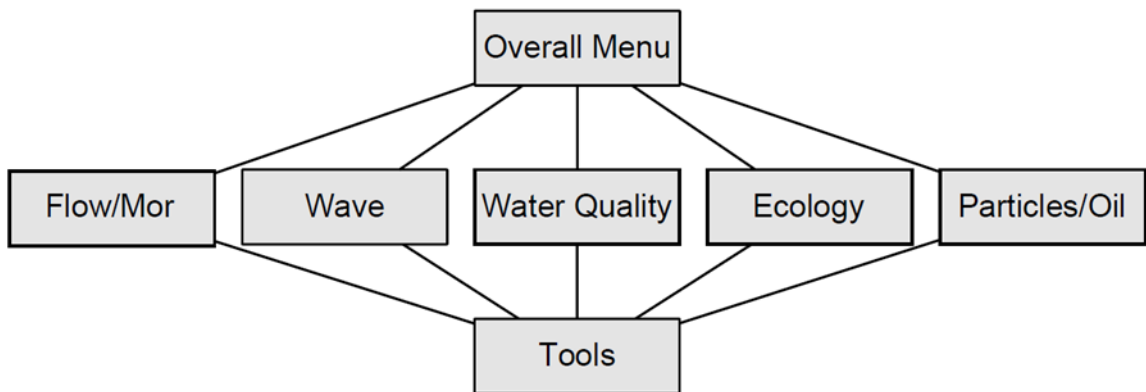 Overall Menu
Flow/Mor
Wave
Water Quality
Ecology
Particles/Oil
Tools